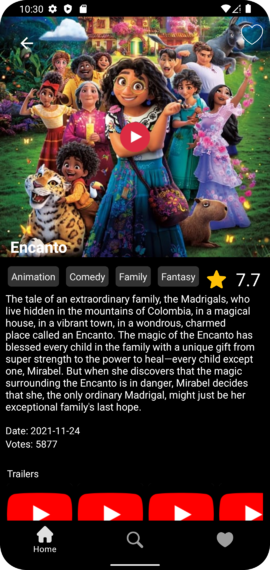 10:30
Encanto
Animation
Comedy
Family
Fantasy
7.7
The tale of an extraordinary family, the Madrigals, who
live hidden in the mountains of Colombia, in a magical
house, in a vibrant town, in a wondrous, charmed
place called an Encanto. The magic of the Encanto has
blessed every child in the family with a unique gift from
super strength to the power to heal—every child except
one, Mirabel. But when she discovers that the magic
surrounding the Encanto is in danger, Mirabel decides
that she, the only ordinary Madrigal, might just be her
exceptional family's last hope.
Date: 2021-11-24
Votes: 5877
Trailers
Home